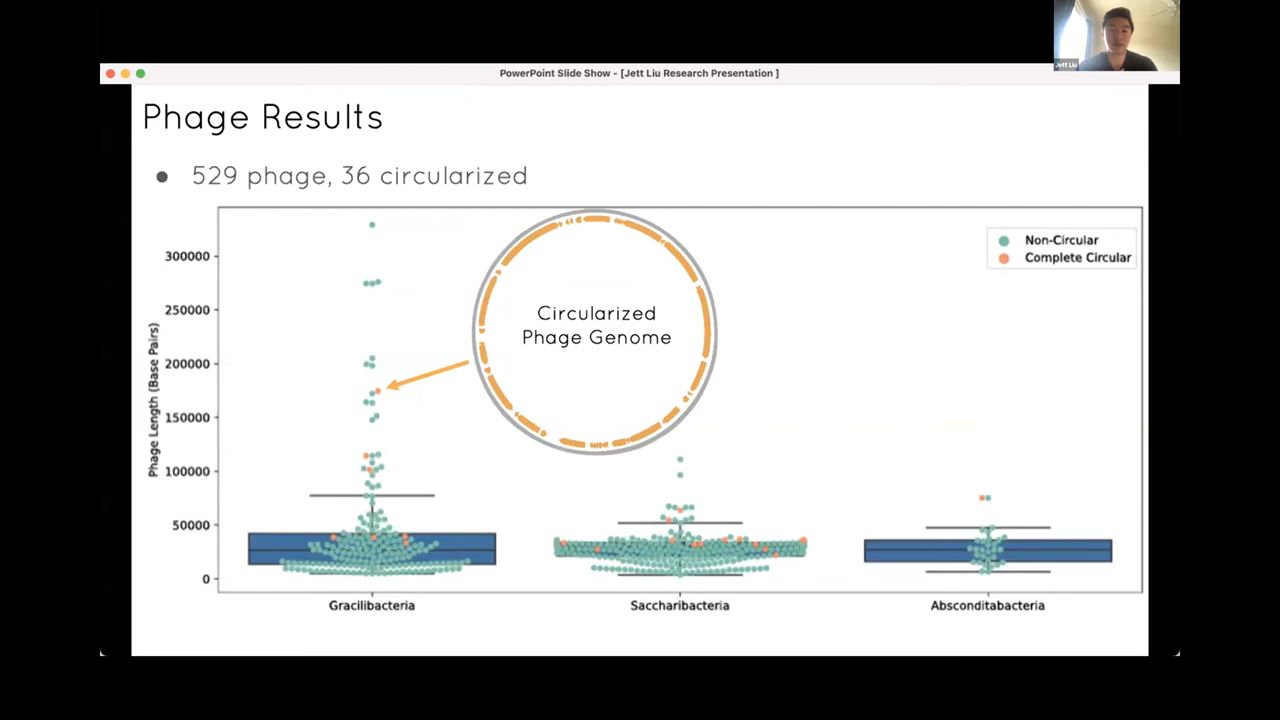 Jett Liu
PowerPoint Slide Show - [Jett Liu Research Presentation ]
Phage Results
● 529 phage, 36 circularized
Non-Circular
Complete Circular
Circularized
Phage Genome
Phage Length (Base Pairs)
300000
250000
200000
150000
100000
50000
0
Gracilibacteria
Saccharibacteria
Absconditabacteria